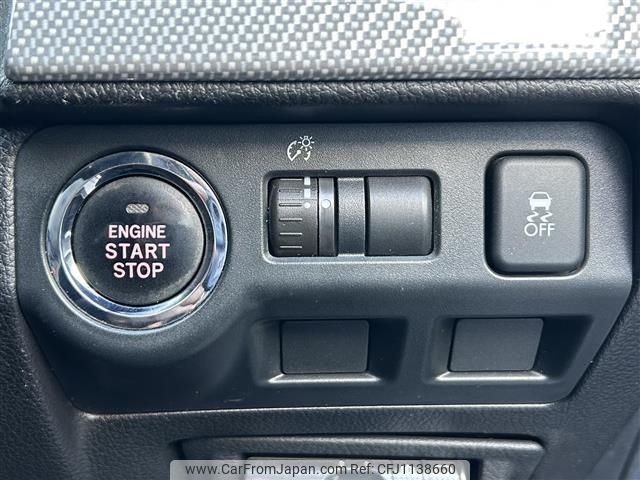 ENGINE
START
STOP
OFF
www.CarFromJapan.com Ref:CFJ1138660